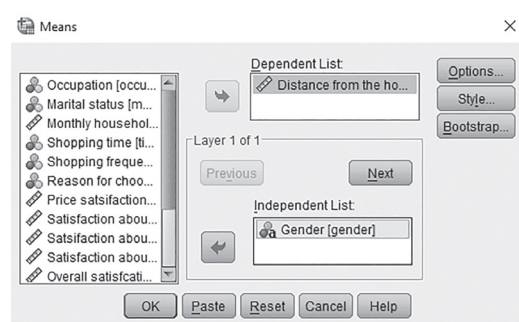 Means
Occupation [occu...
Marital status [m...
Monthly househol...
Shopping time [ti...
Shopping freque...
Reason for choo...
Price satsifaction...
Satisfaction abou...
Satsifaction abou...
Satisfaction abou...
Overall satisfcati...
Dependent List:
Distance from the ho...
Layer 1 of 1
Previous
Next
Independent List:
Gender [gender]
Options...
Style...
Bootstrap...
OK
Paste
Reset
Cancel
Help